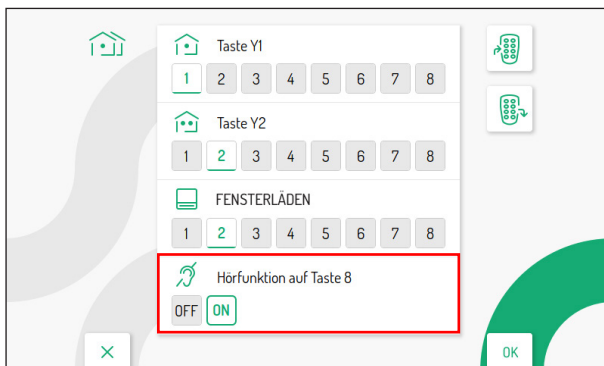 Taste Y1
1 2 3 4 5 6 7 8
Taste Y2
1 2 3 4 5 6 7 8
FENSTERLÄDEN
1 2 3 4 5 6 7 8
Hörfunktion auf Taste 8
OFF ON
OK